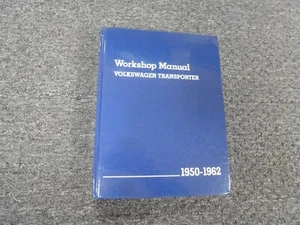 Workshop Manual
VOLKSWAGEN TRANSPORTER
1950-1962